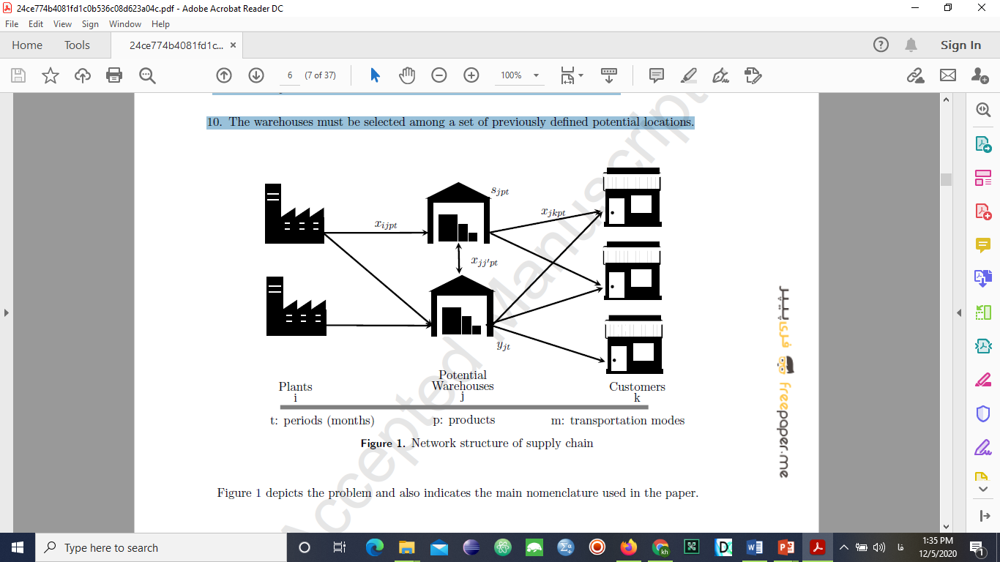 24ce774b4081fd1c0b536c08d623a04c.pdf - Adobe Acrobat Reader DC
File Edit View Sign Window Help
Home Tools 24ce774b4081fd1c... × Sign In
6 (7 of 37) 100%
10. The warehouses must be selected among a set of previously defined potential locations.
s_jpt
x_ijpt
x_jkpt
x_jj'pt
y_jt
Plants
i
Potential
Warehouses
j
Customers
k
t: periods (months) p: products m: transportation modes
Figure 1. Network structure of supply chain
Figure 1 depicts the problem and also indicates the main nomenclature used in the paper.
Accepted Manuscript
فری پیپر
freepaper.me
Type here to search
فا
1:35 PM
12/5/2020
1